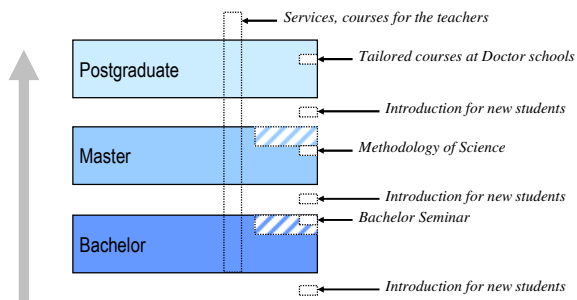 Services, courses for the teachers
Postgraduate
Tailored courses at Doctor schools
Introduction for new students
Master
Methodology of Science
Introduction for new students
Bachelor Seminar
Bachelor
Introduction for new students